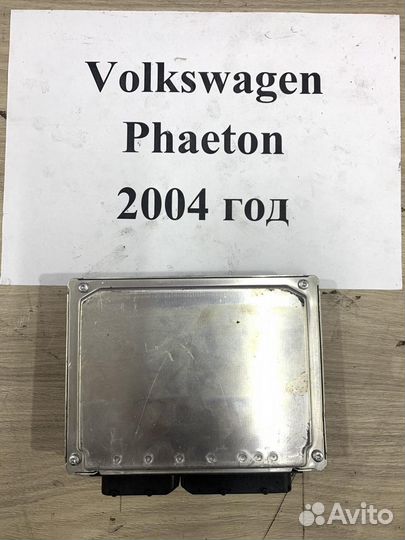 Volkswagen
Phaeton
2004 год
Avito